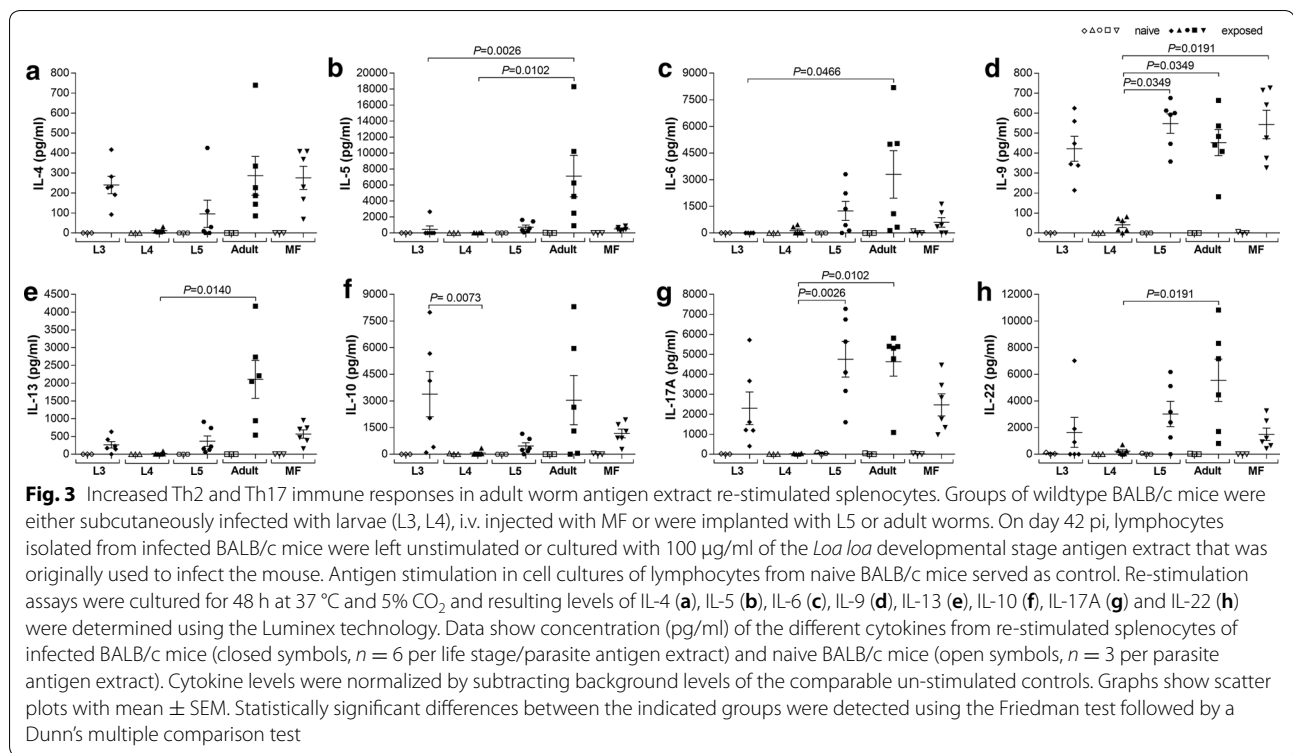 ◇△○□▽ naive ◆▲●■▼ exposed
a
IL-4 (pg/ml)
800
700
600
500
400
300
200
100
0
L3 L4 L5 Adult MF
b
P=0.0026
P=0.0102
IL-5 (pg/ml)
20000
18000
16000
14000
12000
10000
8000
6000
4000
2000
0
L3 L4 L5 Adult MF
c
P=0.0466
IL-6 (pg/ml)
9000
7500
6000
4500
3000
1500
0
L3 L4 L5 Adult MF
d
P=0.0191
P=0.0349
P=0.0349
IL-9 (pg/ml)
900
800
700
600
500
400
300
200
100
0
L3 L4 L5 Adult MF
e
P=0.0140
IL-13 (pg/ml)
4500
4000
3500
3000
2500
2000
1500
1000
500
0
L3 L4 L5 Adult MF
f
P= 0.0073
IL-10 (pg/ml)
9000
7500
6000
4500
3000
1500
0
L3 L4 L5 Adult MF
g
P=0.0102
P=0.0026
IL-17A (pg/ml)
8000
7000
6000
5000
4000
3000
2000
1000
0
L3 L4 L5 Adult MF
h
P=0.0191
IL-22 (pg/ml)
12000
10000
8000
6000
4000
2000
0
L3 L4 L5 Adult MF
Fig. 3 Increased Th2 and Th17 immune responses in adult worm antigen extract re-stimulated splenocytes. Groups of wildtype BALB/c mice were
either subcutaneously infected with larvae (L3, L4), i.v. injected with MF or were implanted with L5 or adult worms. On day 42 pi, lymphocytes
isolated from infected BALB/c mice were left unstimulated or cultured with 100 μg/ml of the Loa loa developmental stage antigen extract that was
originally used to infect the mouse. Antigen stimulation in cell cultures of lymphocytes from naive BALB/c mice served as control. Re-stimulation
assays were cultured for 48 h at 37 °C and 5% CO₂ and resulting levels of IL-4 (a), IL-5 (b), IL-6 (c), IL-9 (d), IL-13 (e), IL-10 (f), IL-17A (g) and IL-22 (h)
were determined using the Luminex technology. Data show concentration (pg/ml) of the different cytokines from re-stimulated splenocytes of
infected BALB/c mice (closed symbols, n = 6 per life stage/parasite antigen extract) and naive BALB/c mice (open symbols, n = 3 per parasite
antigen extract). Cytokine levels were normalized by subtracting background levels of the comparable un-stimulated controls. Graphs show scatter
plots with mean ± SEM. Statistically significant differences between the indicated groups were detected using the Friedman test followed by a
Dunn's multiple comparison test